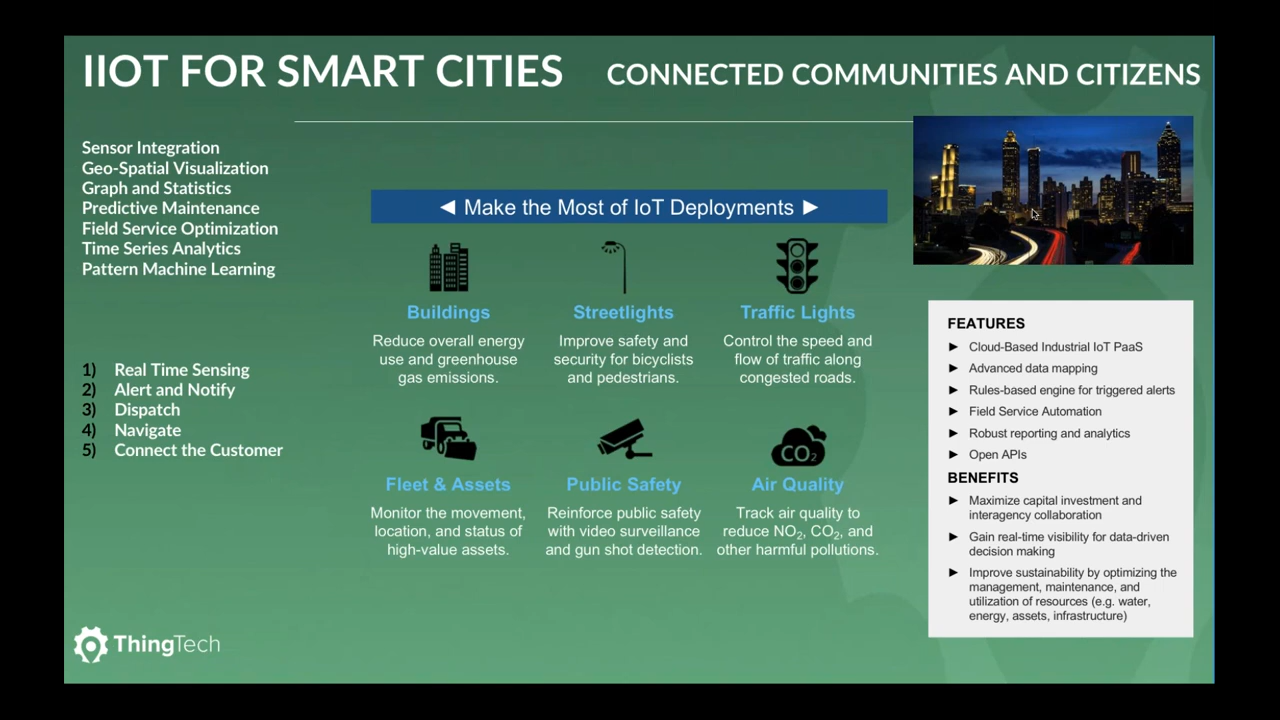 IIOT FOR SMART CITIES
CONNECTED COMMUNITIES AND CITIZENS
Sensor Integration
Geo-Spatial Visualization
Graph and Statistics
Predictive Maintenance
Field Service Optimization
Time Series Analytics
Pattern Machine Learning
1) Real Time Sensing
2) Alert and Notify
3) Dispatch
4) Navigate
5) Connect the Customer
◄ Make the Most of IoT Deployments ►
Buildings
Reduce overall energy
use and greenhouse
gas emissions.
Streetlights
Improve safety and
security for bicyclists
and pedestrians.
Traffic Lights
Control the speed and
flow of traffic along
congested roads.
Fleet & Assets
Monitor the movement,
location, and status of
high-value assets.
Public Safety
Reinforce public safety
with video surveillance
and gun shot detection.
CO₂
Air Quality
Track air quality to
reduce NO₂, CO₂, and
other harmful pollutions.
FEATURES
► Cloud-Based Industrial IoT PaaS
► Advanced data mapping
► Rules-based engine for triggered alerts
► Field Service Automation
► Robust reporting and analytics
► Open APIs
BENEFITS
► Maximize capital investment and
interagency collaboration
► Gain real-time visibility for data-driven
decision making
► Improve sustainability by optimizing the
management, maintenance, and
utilization of resources (e.g. water,
energy, assets, infrastructure)
ThingTech